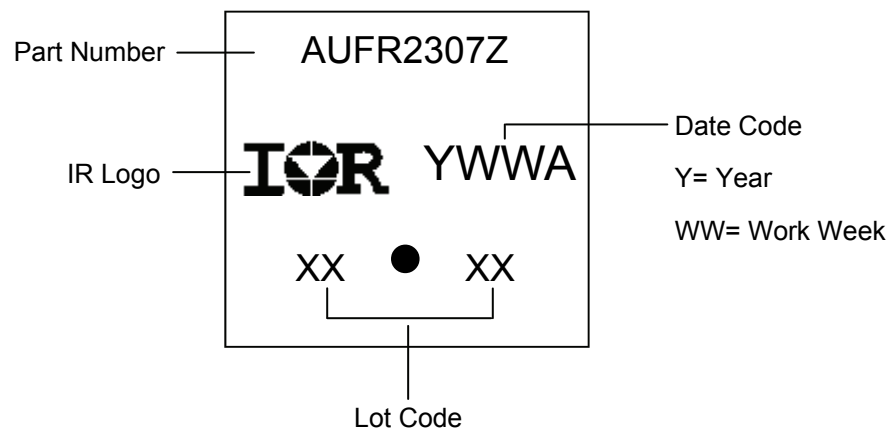 Part Number
AUFR2307Z
IR Logo
IOR
YWWA
Date Code
Y= Year
WW= Work Week
XX
XX
Lot Code